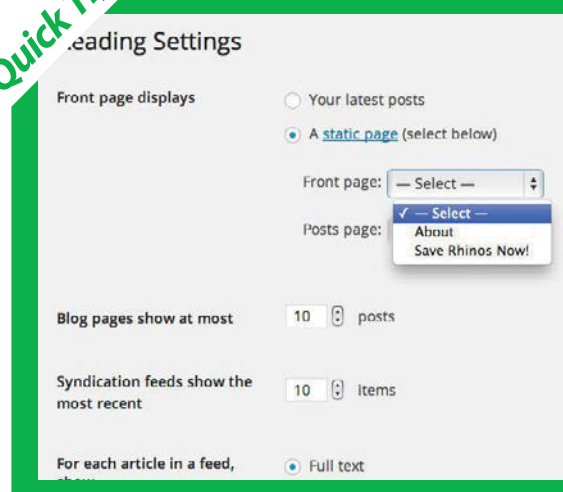 Quick
Reading Settings
Front page displays
Your latest posts
A static page (select below)
Front page: — Select —
— Select —
Posts page:
About
Save Rhinos Now!
Blog pages show at most
10 posts
Syndication feeds show the
most recent
10 items
For each article in a feed,
Full text